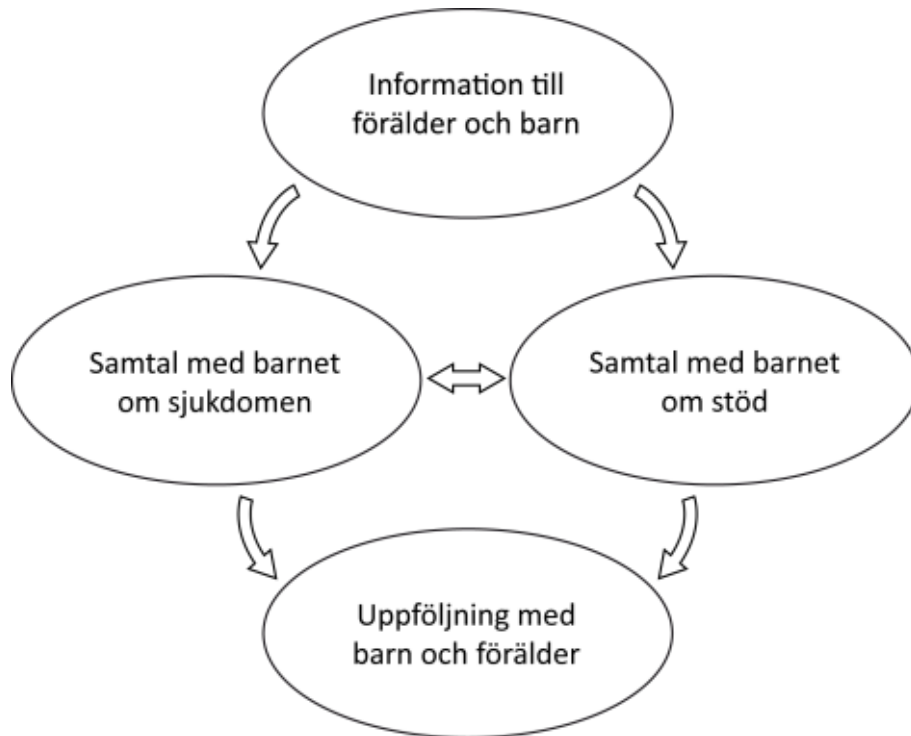 Information till
förälder och barn
Samtal med barnet
om sjukdomen
Samtal med barnet
om stöd
Uppföljning med
barn och förälder